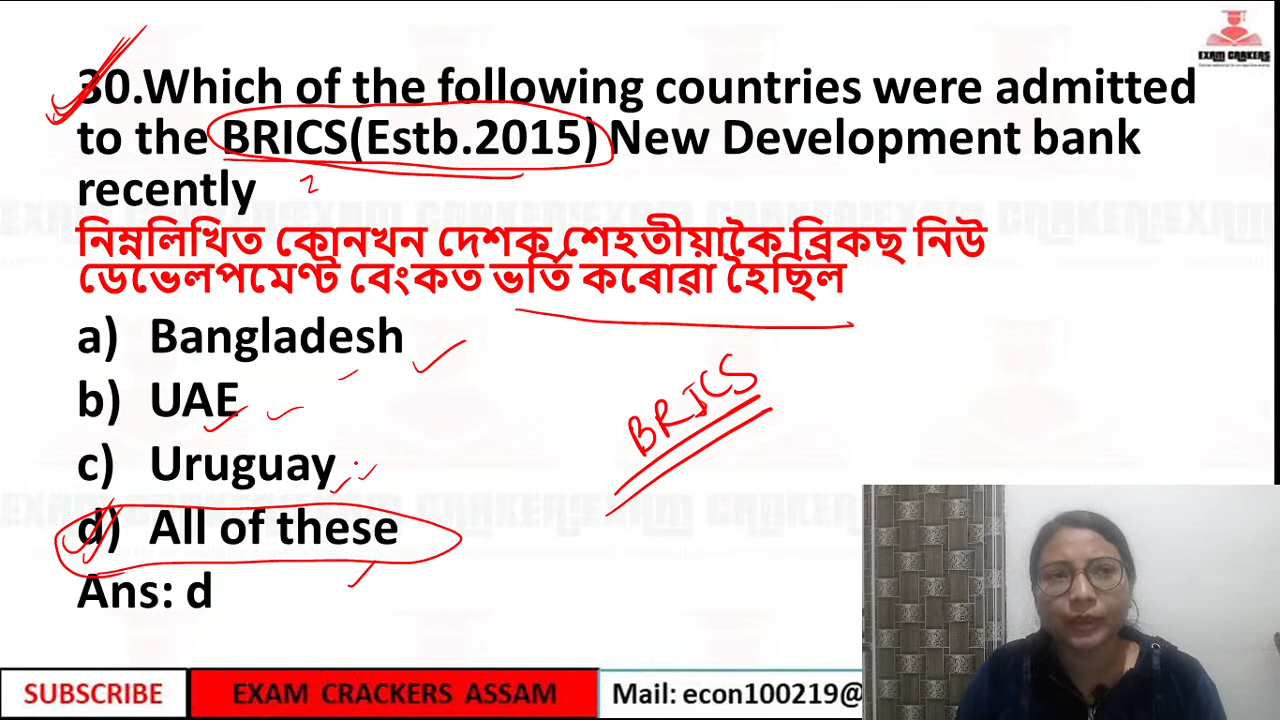 EXAM CRAKERS
30.Which of the following countries were admitted
to the BRICS(Estb.2015) New Development bank
recently
নিম্নলিখিত কোনখন দেশক শেহতীয়াকৈ ব্ৰিকছ নিউ
ডেভেলপমেণ্ট বেংকত ভৰ্তি কৰোৱা হৈছিল
a) Bangladesh
b) UAE
BRICS
c) Uruguay
d) All of these
Ans: d
SUBSCRIBE EXAM CRACKERS ASSAM Mail: econ100219@